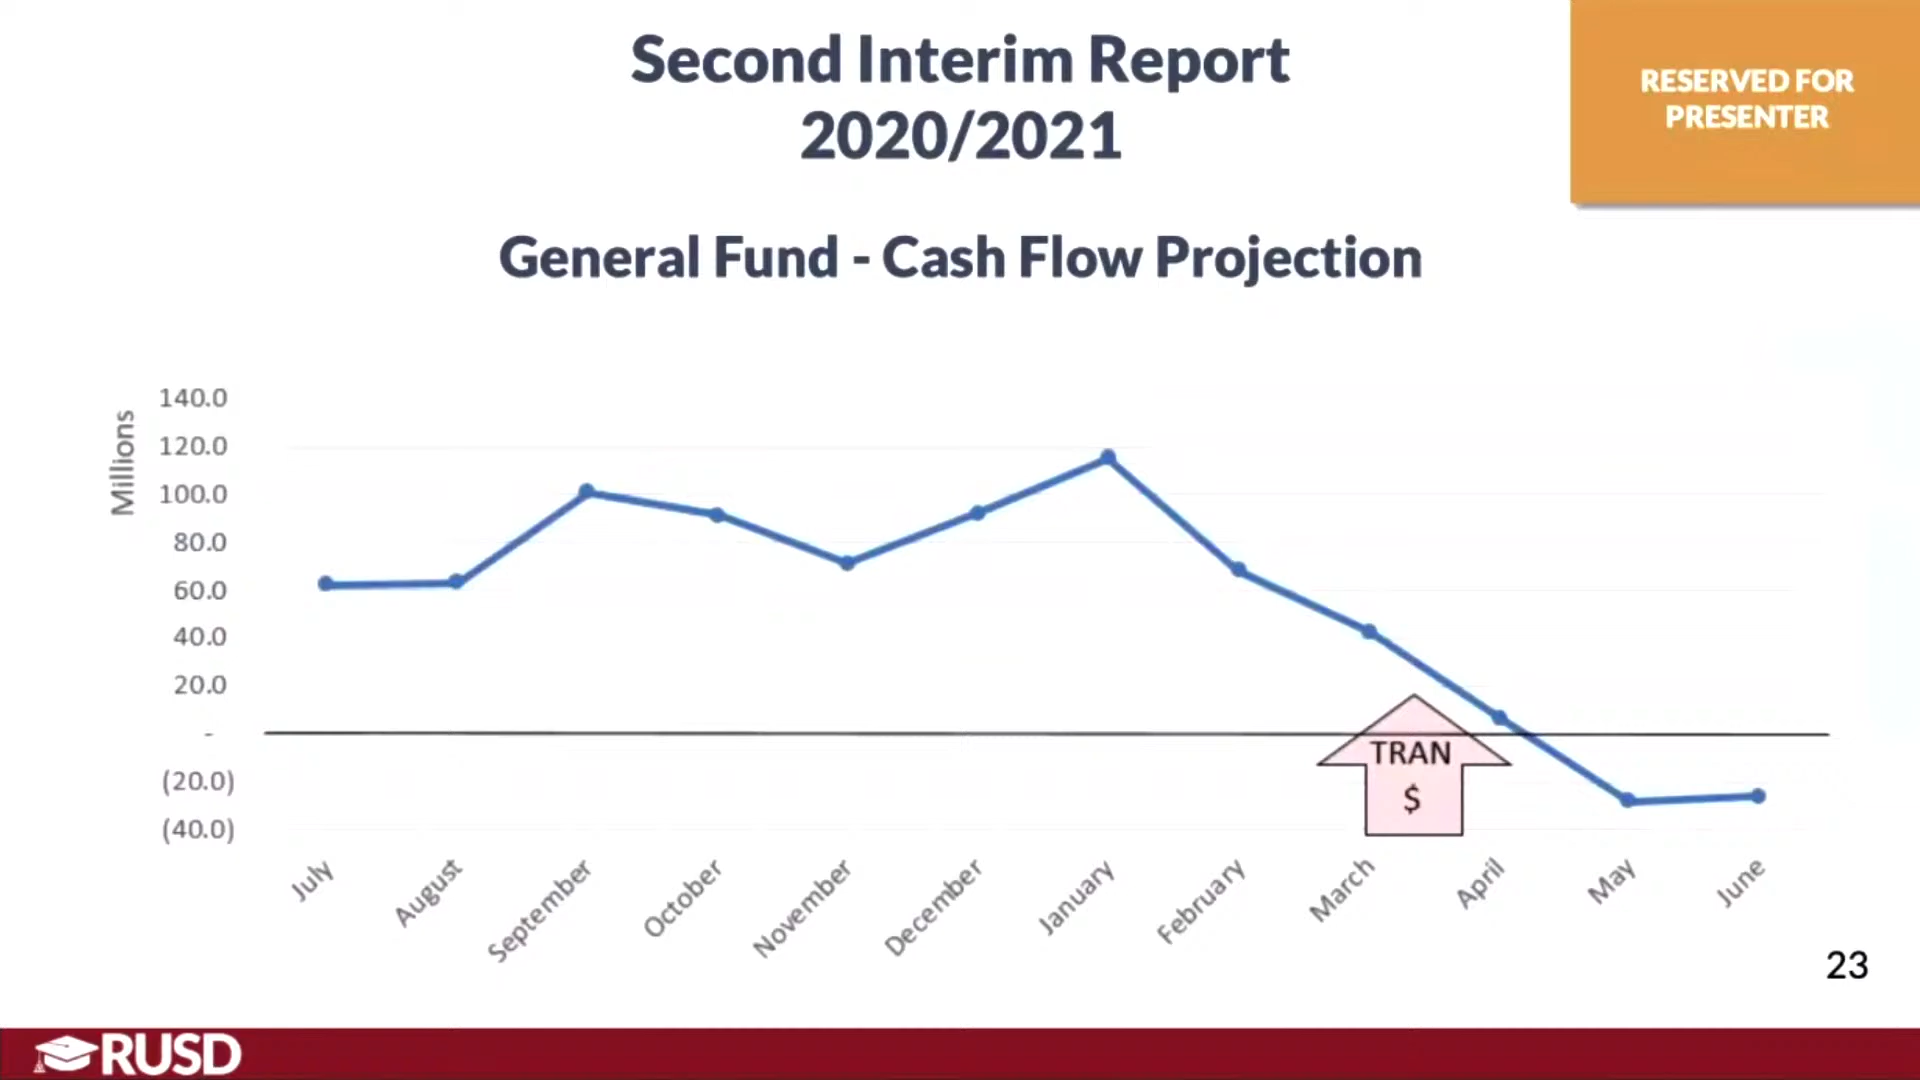 Second Interim Report
2020/2021
RESERVED FOR
PRESENTER
General Fund - Cash Flow Projection
Millions
140.0
120.0
100.0
80.0
60.0
40.0
20.0
-
(20.0)
(40.0)
TRAN
$
July
August
September
October
November
December
January
February
March
April
May
June
23
RUSD